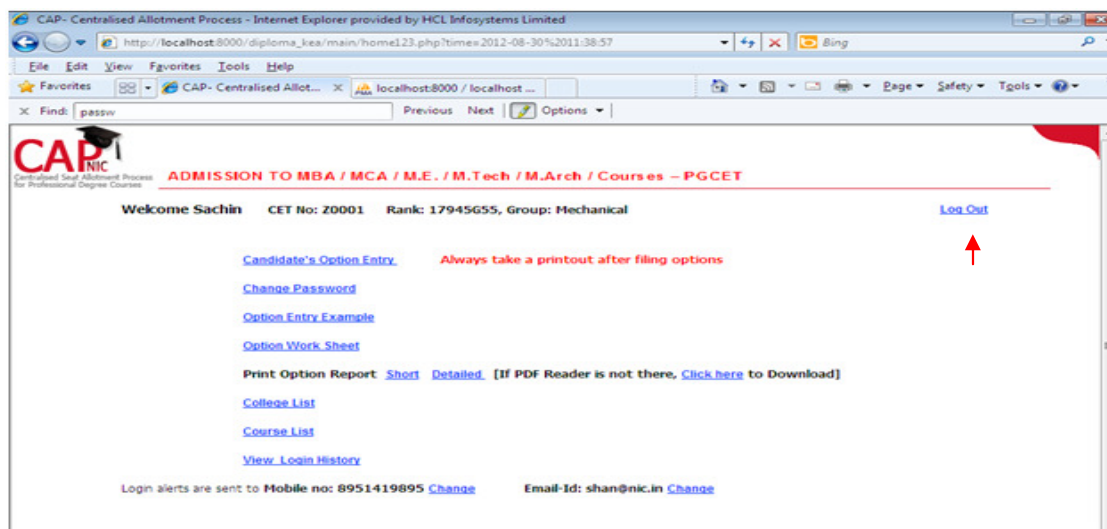 CAP- Centralised Allotment Process - Internet Explorer provided by HCL Infosystems Limited
http://localhost:8000/diploma_kea/main/home123.php?time=2012-08-30%2011:38:57
Bing
File Edit View Favorites Tools Help
Favorites CAP- Centralised Allot... localhost:8000 / localhost ... Page Safety Tools
Find: passw Previous Next Options
CAP NIC
Centralised Seat Allotment Process
for Professional Degree Courses
ADMISSION TO MBA / MCA / M.E. / M.Tech / M.Arch / Courses – PGCET
Welcome Sachin CET No: Z0001 Rank: 17945G55, Group: Mechanical Log Out
Candidate's Option Entry Always take a printout after filing options
Change Password
Option Entry Example
Option Work Sheet
Print Option Report Short Detailed [If PDF Reader is not there, Click here to Download]
College List
Course List
View Login History
Login alerts are sent to Mobile no: 8951419895 Change Email-Id: shan@nic.in Change